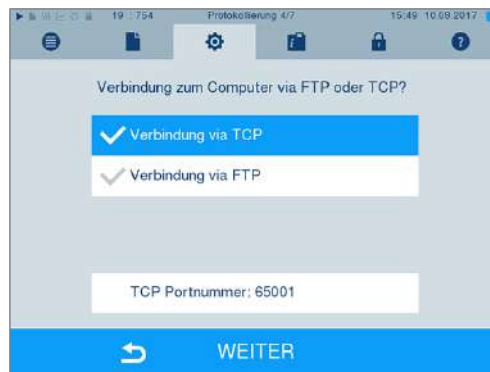 19 : 754 Protokollierung 4/7 15:49 10.09.2017
Verbindung zum Computer via FTP oder TCP?
Verbindung via TCP
Verbindung via FTP
TCP Portnummer: 65001
WEITER